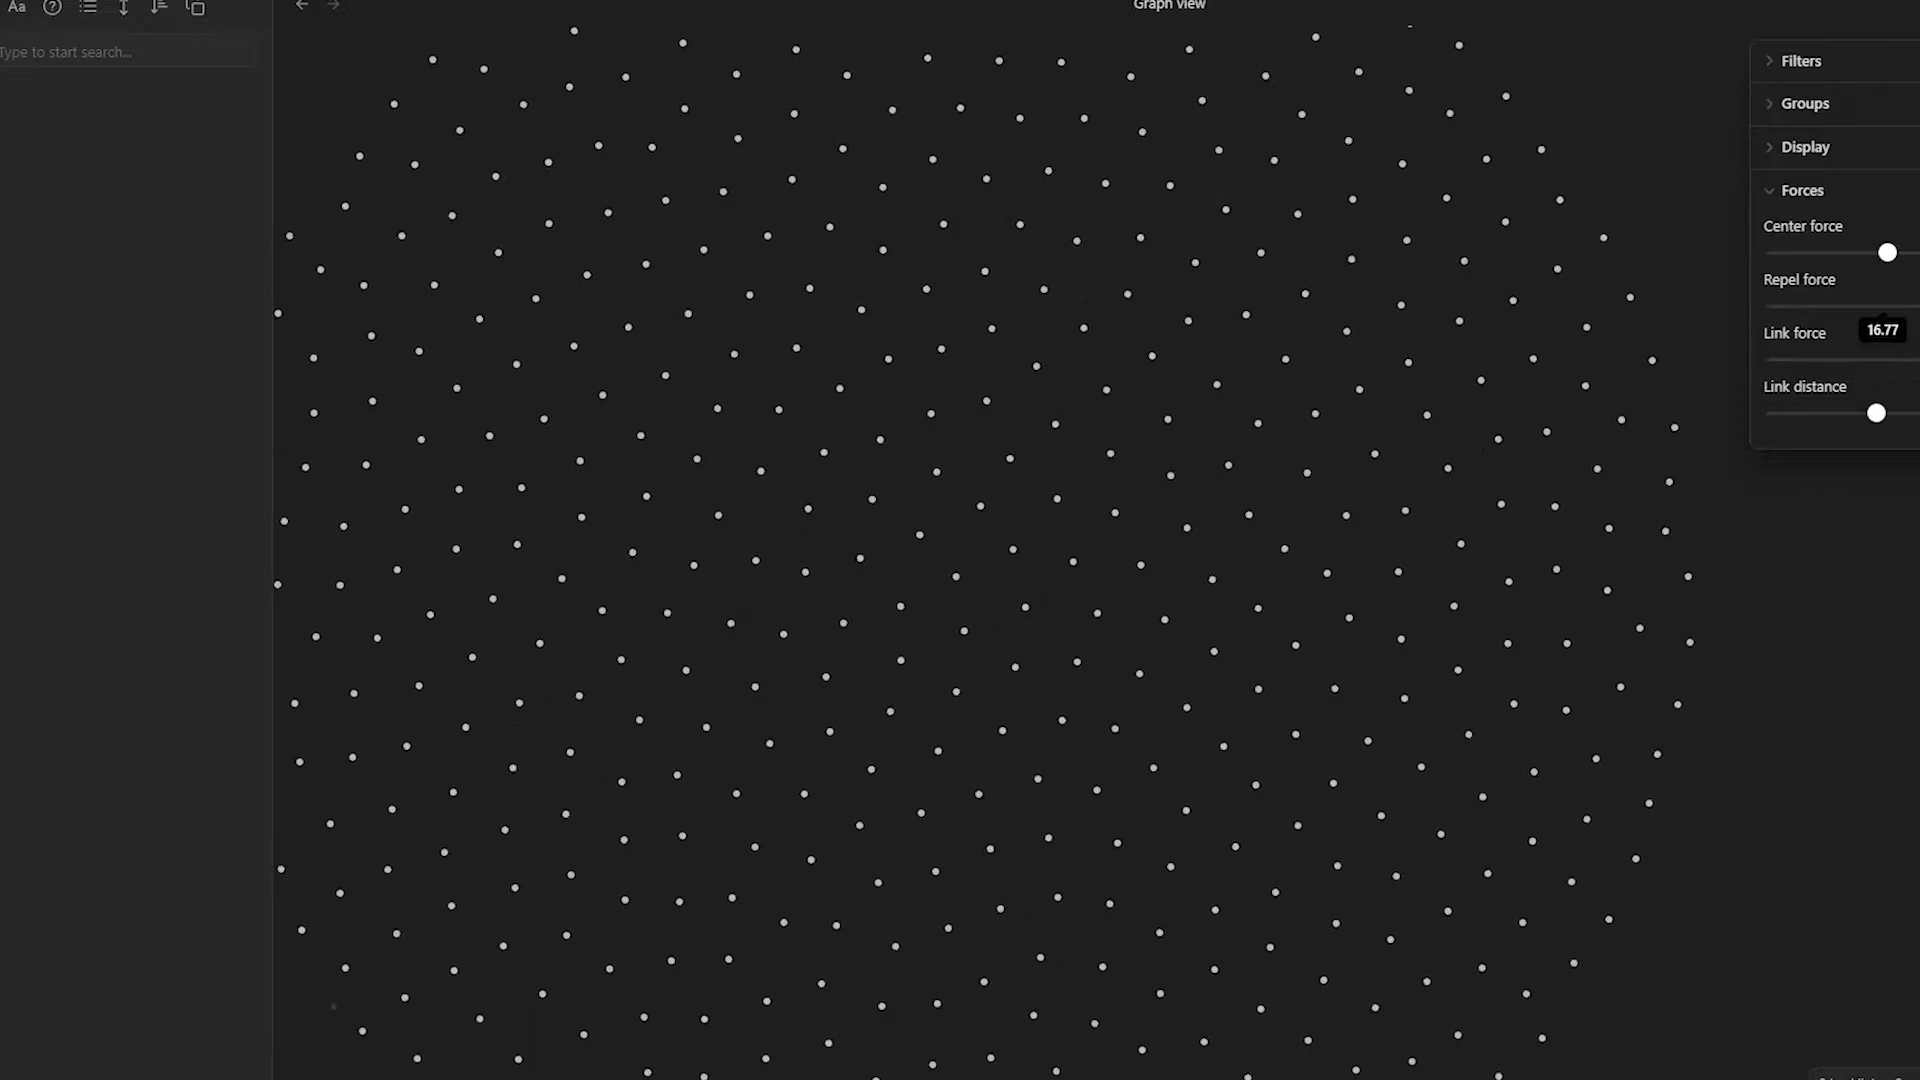 Aa
Graph view
Type to start search...
Filters
Groups
Display
Forces
Center force
Repel force
Link force
16.77
Link distance